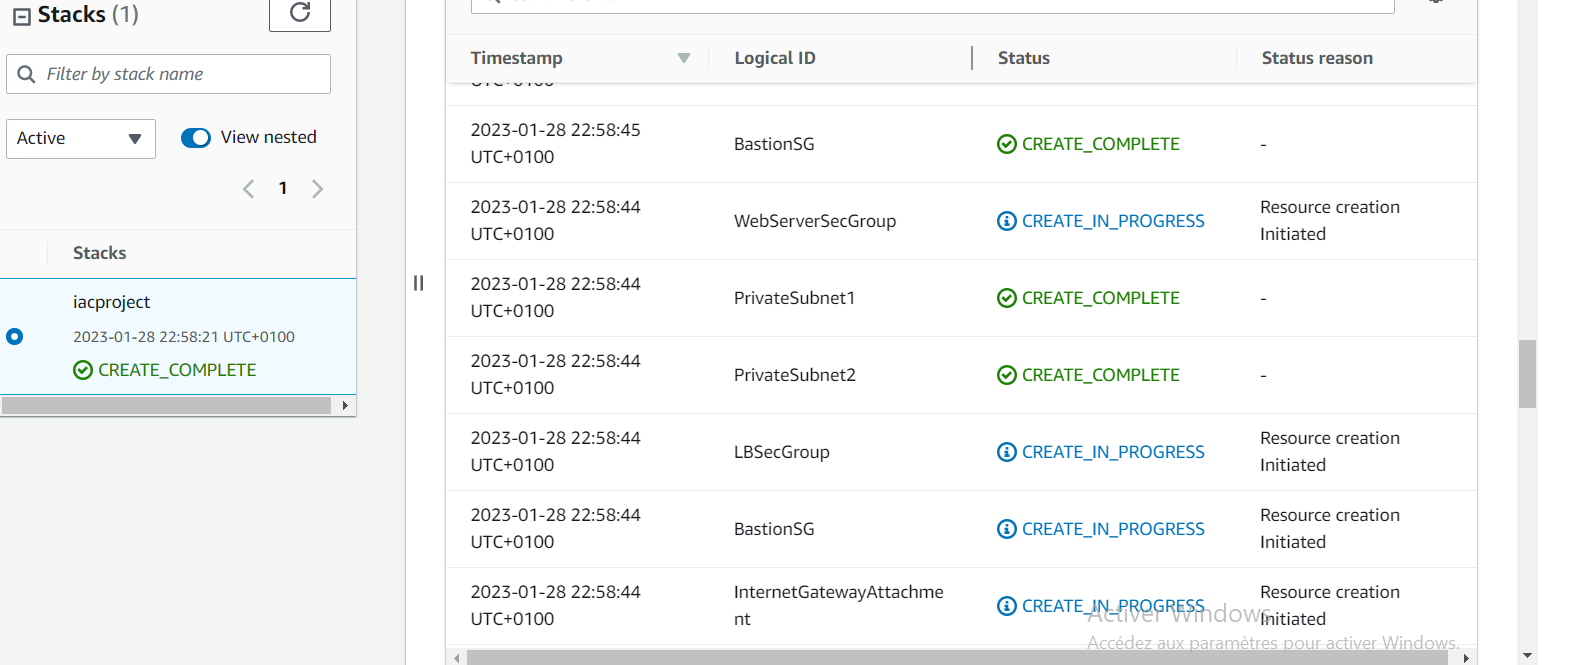 Stacks (1)
Filter by stack name
Active
View nested
1
Stacks
iacproject
2023-01-28 22:58:21 UTC+0100
CREATE_COMPLETE
Timestamp
Logical ID
Status
Status reason
2023-01-28 22:58:45
UTC+0100
BastionSG
CREATE_COMPLETE
-
2023-01-28 22:58:44
UTC+0100
WebServerSecGroup
CREATE_IN_PROGRESS
Resource creation
Initiated
2023-01-28 22:58:44
UTC+0100
PrivateSubnet1
CREATE_COMPLETE
-
2023-01-28 22:58:44
UTC+0100
PrivateSubnet2
CREATE_COMPLETE
-
2023-01-28 22:58:44
UTC+0100
LBSecGroup
CREATE_IN_PROGRESS
Resource creation
Initiated
2023-01-28 22:58:44
UTC+0100
BastionSG
CREATE_IN_PROGRESS
Resource creation
Initiated
2023-01-28 22:58:44
UTC+0100
InternetGatewayAttachme
nt
CREATE_IN_PROGRESS
Resource creation
Initiated
Activer Windows
Accédez aux paramètres pour activer Windows.